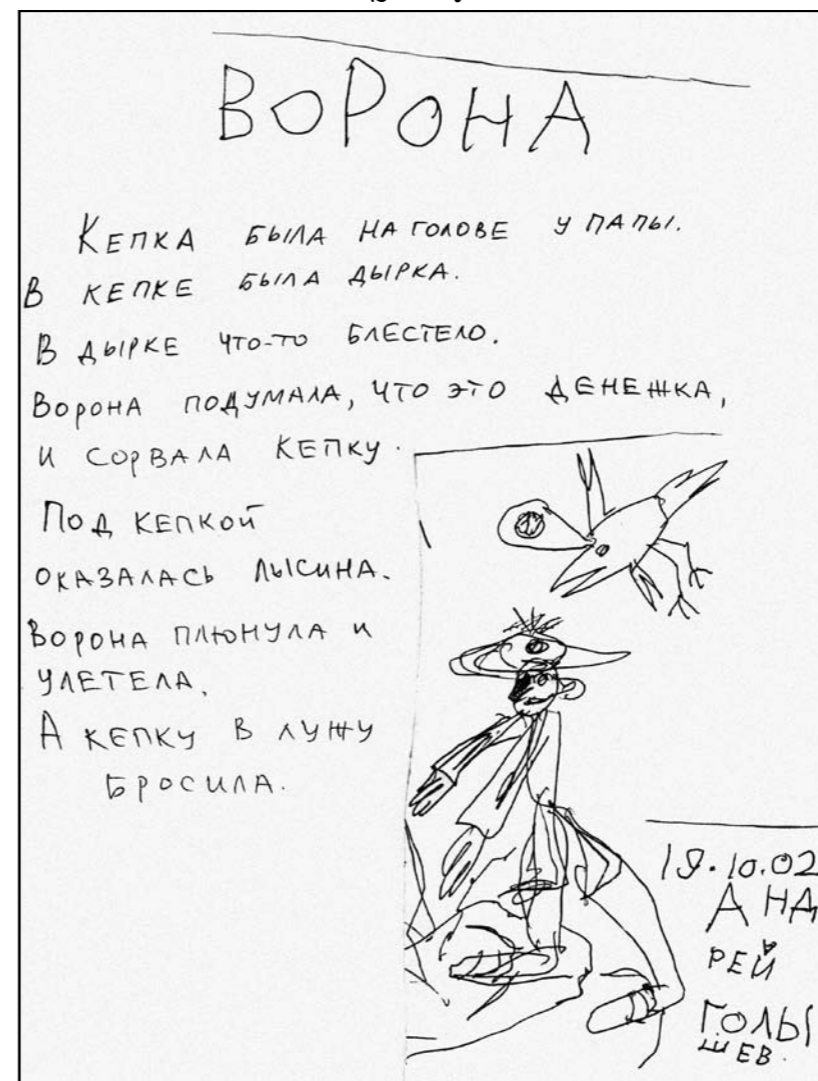 ВОРОНА
КЕПКА БЫЛА НА ГОЛОВЕ У ПАПЫ.
В КЕПКЕ БЫЛА ДЫРКА.
В ДЫРКЕ ЧТО-ТО БЛЕСТЕЛО.
ВОРОНА ПОДУМАЛА, ЧТО ЭТО ДЕНЕЖКА,
И СОРВАЛА КЕПКУ.
ПОД КЕПКОЙ
ОКАЗАЛАСЬ ЛЫСИНА.
ВОРОНА ПЛЮНУЛА И
УЛЕТЕЛА.
А КЕПКУ В ЛУЖУ
БРОСИЛА.
19.10.02
АНД
РЕЙ
ГОЛЫ
ШЕВ.